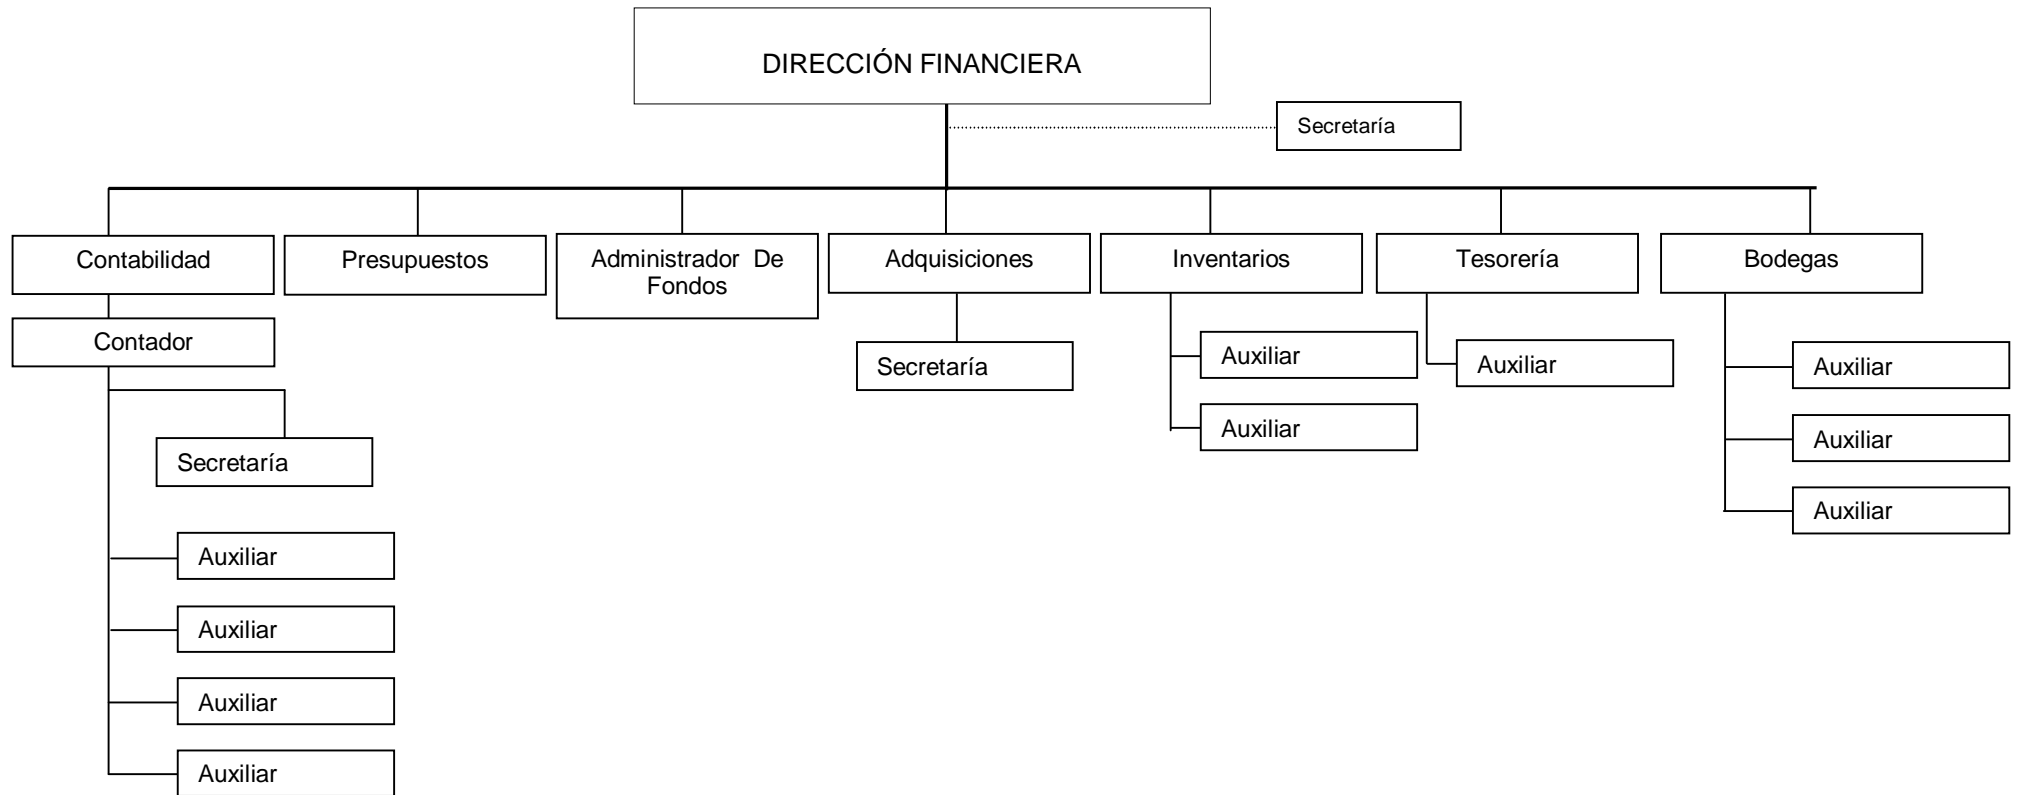 DIRECCIÓN FINANCIERA
Secretaría
Contabilidad
Presupuestos
Administrador De
Fondos
Adquisiciones
Inventarios
Tesorería
Bodegas
Contador
Secretaría
Auxiliar
Auxiliar
Auxiliar
Auxiliar
Secretaría
Auxiliar
Auxiliar
Auxiliar
Auxiliar
Auxiliar
Auxiliar